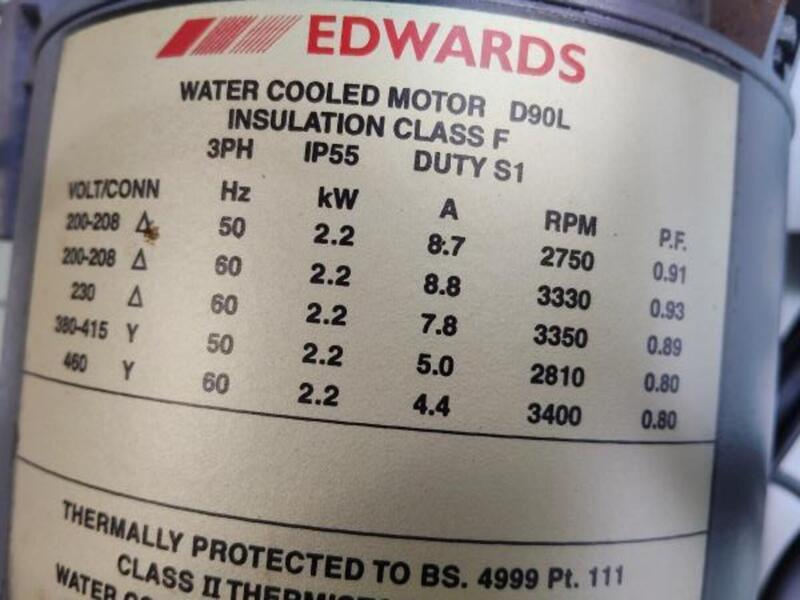 EDWARDS
WATER COOLED MOTOR D90L
INSULATION CLASS F
3PH IP55 DUTY S1
VOLT/CONN Hz kW A RPM P.F.
200-208 Δ 50 2.2 8.7 2750 0.91
200-208 Δ 60 2.2 8.8 3330 0.93
230 Δ 60 2.2 7.8 3350 0.89
380-415 Y 50 2.2 5.0 2810 0.80
460 Y 60 2.2 4.4 3400 0.80
THERMALLY PROTECTED TO BS. 4999 Pt. 111
CLASS II
WATER